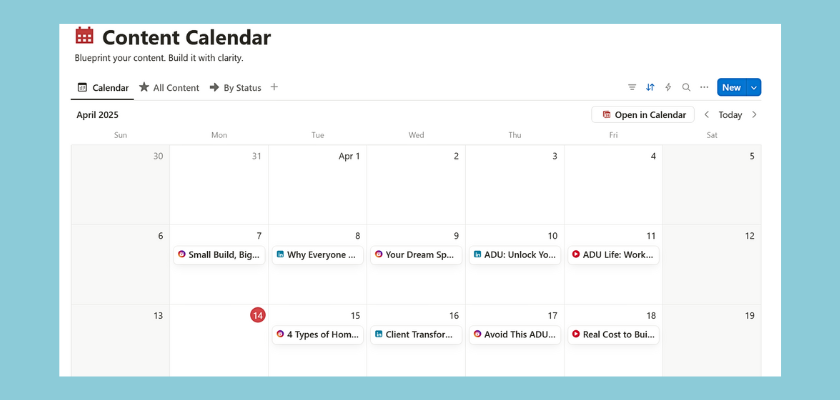 Content Calendar
Blueprint your content. Build it with clarity.
Calendar All Content By Status + ... New
April 2025 Open in Calendar < Today >
Sun Mon Tue Wed Thu Fri Sat
30 31 Apr 1 2 3 4 5
6 7 8 9 10 11 12
Small Build, Big... Why Everyone ... Your Dream Sp... ADU: Unlock Yo... ADU Life: Work...
13 14 15 16 17 18 19
4 Types of Hom... Client Transfor... Avoid This ADU... Real Cost to Bui...